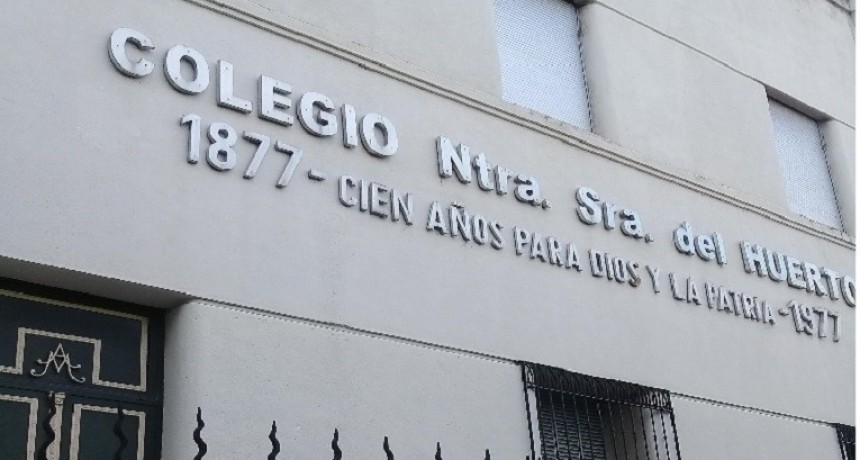 COLEGIO Ntra. Sra. del HUERTO
1877 - CIEN AÑOS PARA DIOS Y LA PATRIA - 1977